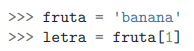 >>> fruta = 'banana'
>>> letra = fruta[1]